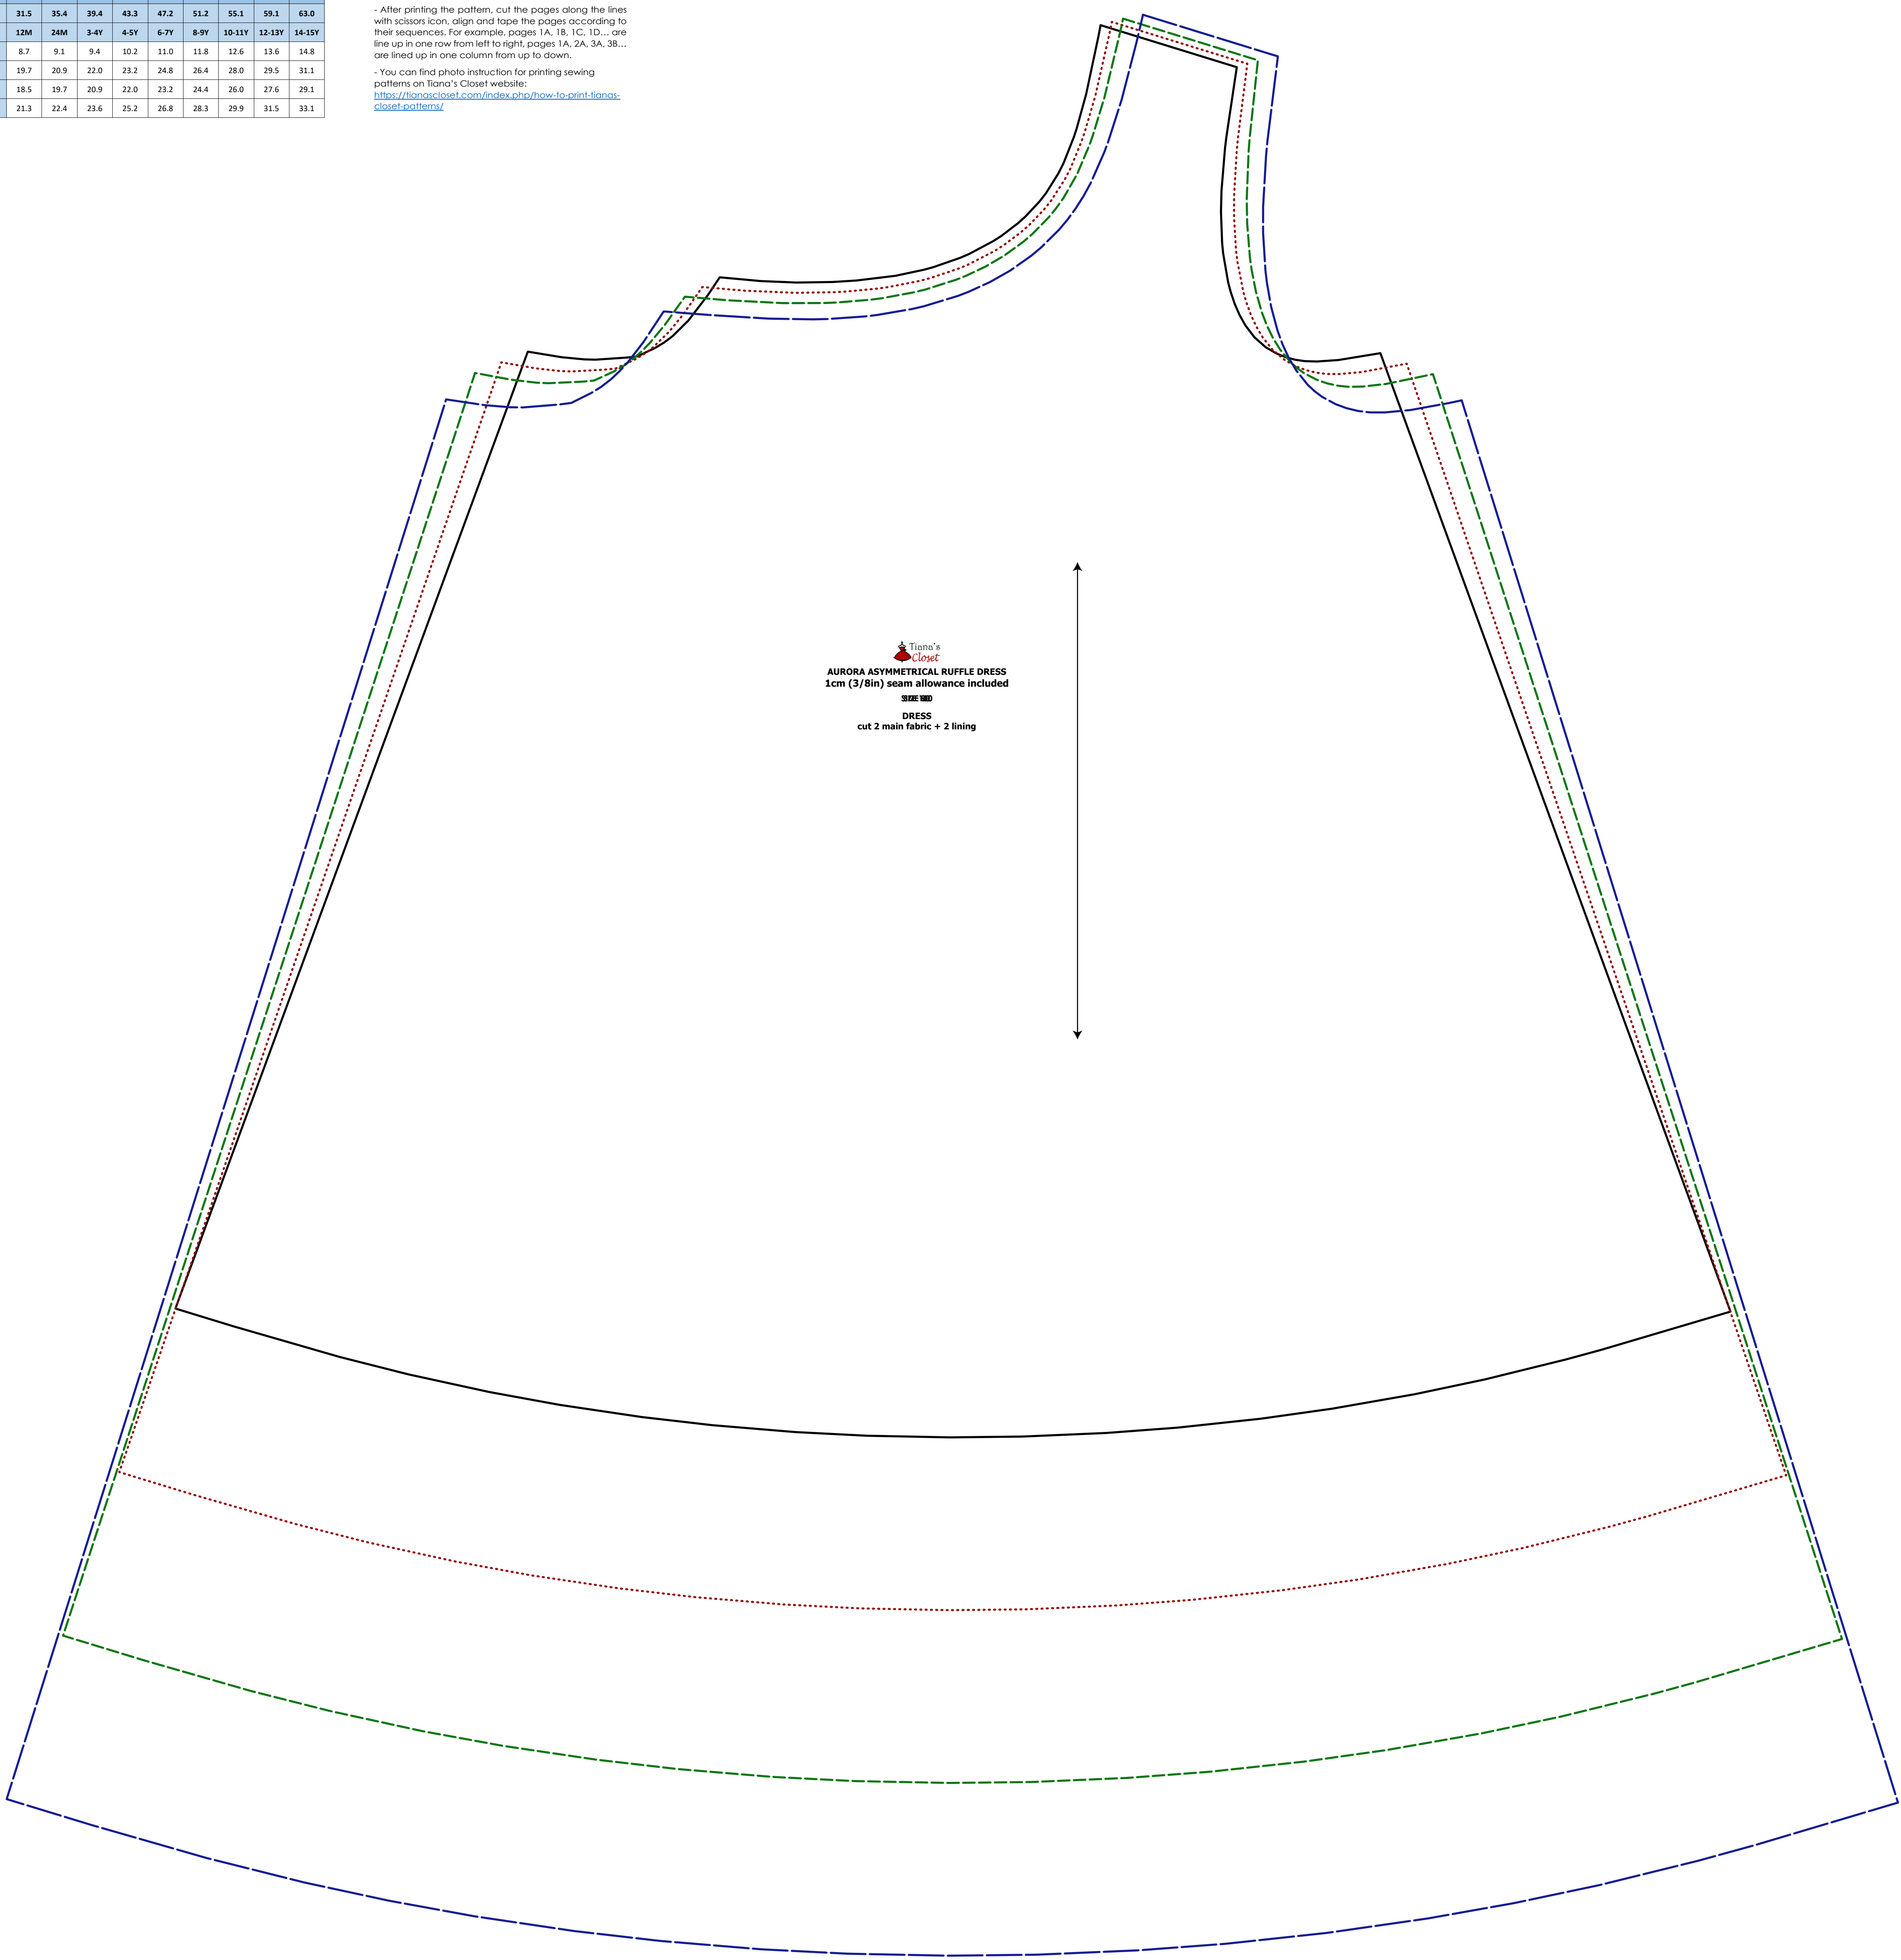 31.5 35.4 39.4 43.3 47.2 51.2 55.1 59.1 63.0
12M 24M 3-4Y 4-5Y 6-7Y 8-9Y 10-11Y 12-13Y 14-15Y
8.7 9.1 9.4 10.2 11.0 11.8 12.6 13.6 14.8
19.7 20.9 22.0 23.2 24.8 26.4 28.0 29.5 31.1
18.5 19.7 20.9 22.0 23.2 24.4 26.0 27.6 29.1
21.3 22.4 23.6 25.2 26.8 28.3 29.9 31.5 33.1
- After printing the pattern, cut the pages along the lines
with scissors icon, align and tape the pages according to
their sequences. For example, pages 1A, 1B, 1C, 1D... are
line up in one row from left to right, pages 1A, 2A, 3A, 3B...
are lined up in one column from up to down.
- You can find photo instruction for printing sewing
patterns on Tiana's Closet website:
https://tianascloset.com/index.php/how-to-print-tianas-
closet-patterns/
Tiana's
Closet
AURORA ASYMMETRICAL RUFFLE DRESS
1cm (3/8in) seam allowance included
SIZE
DRESS
cut 2 main fabric + 2 lining